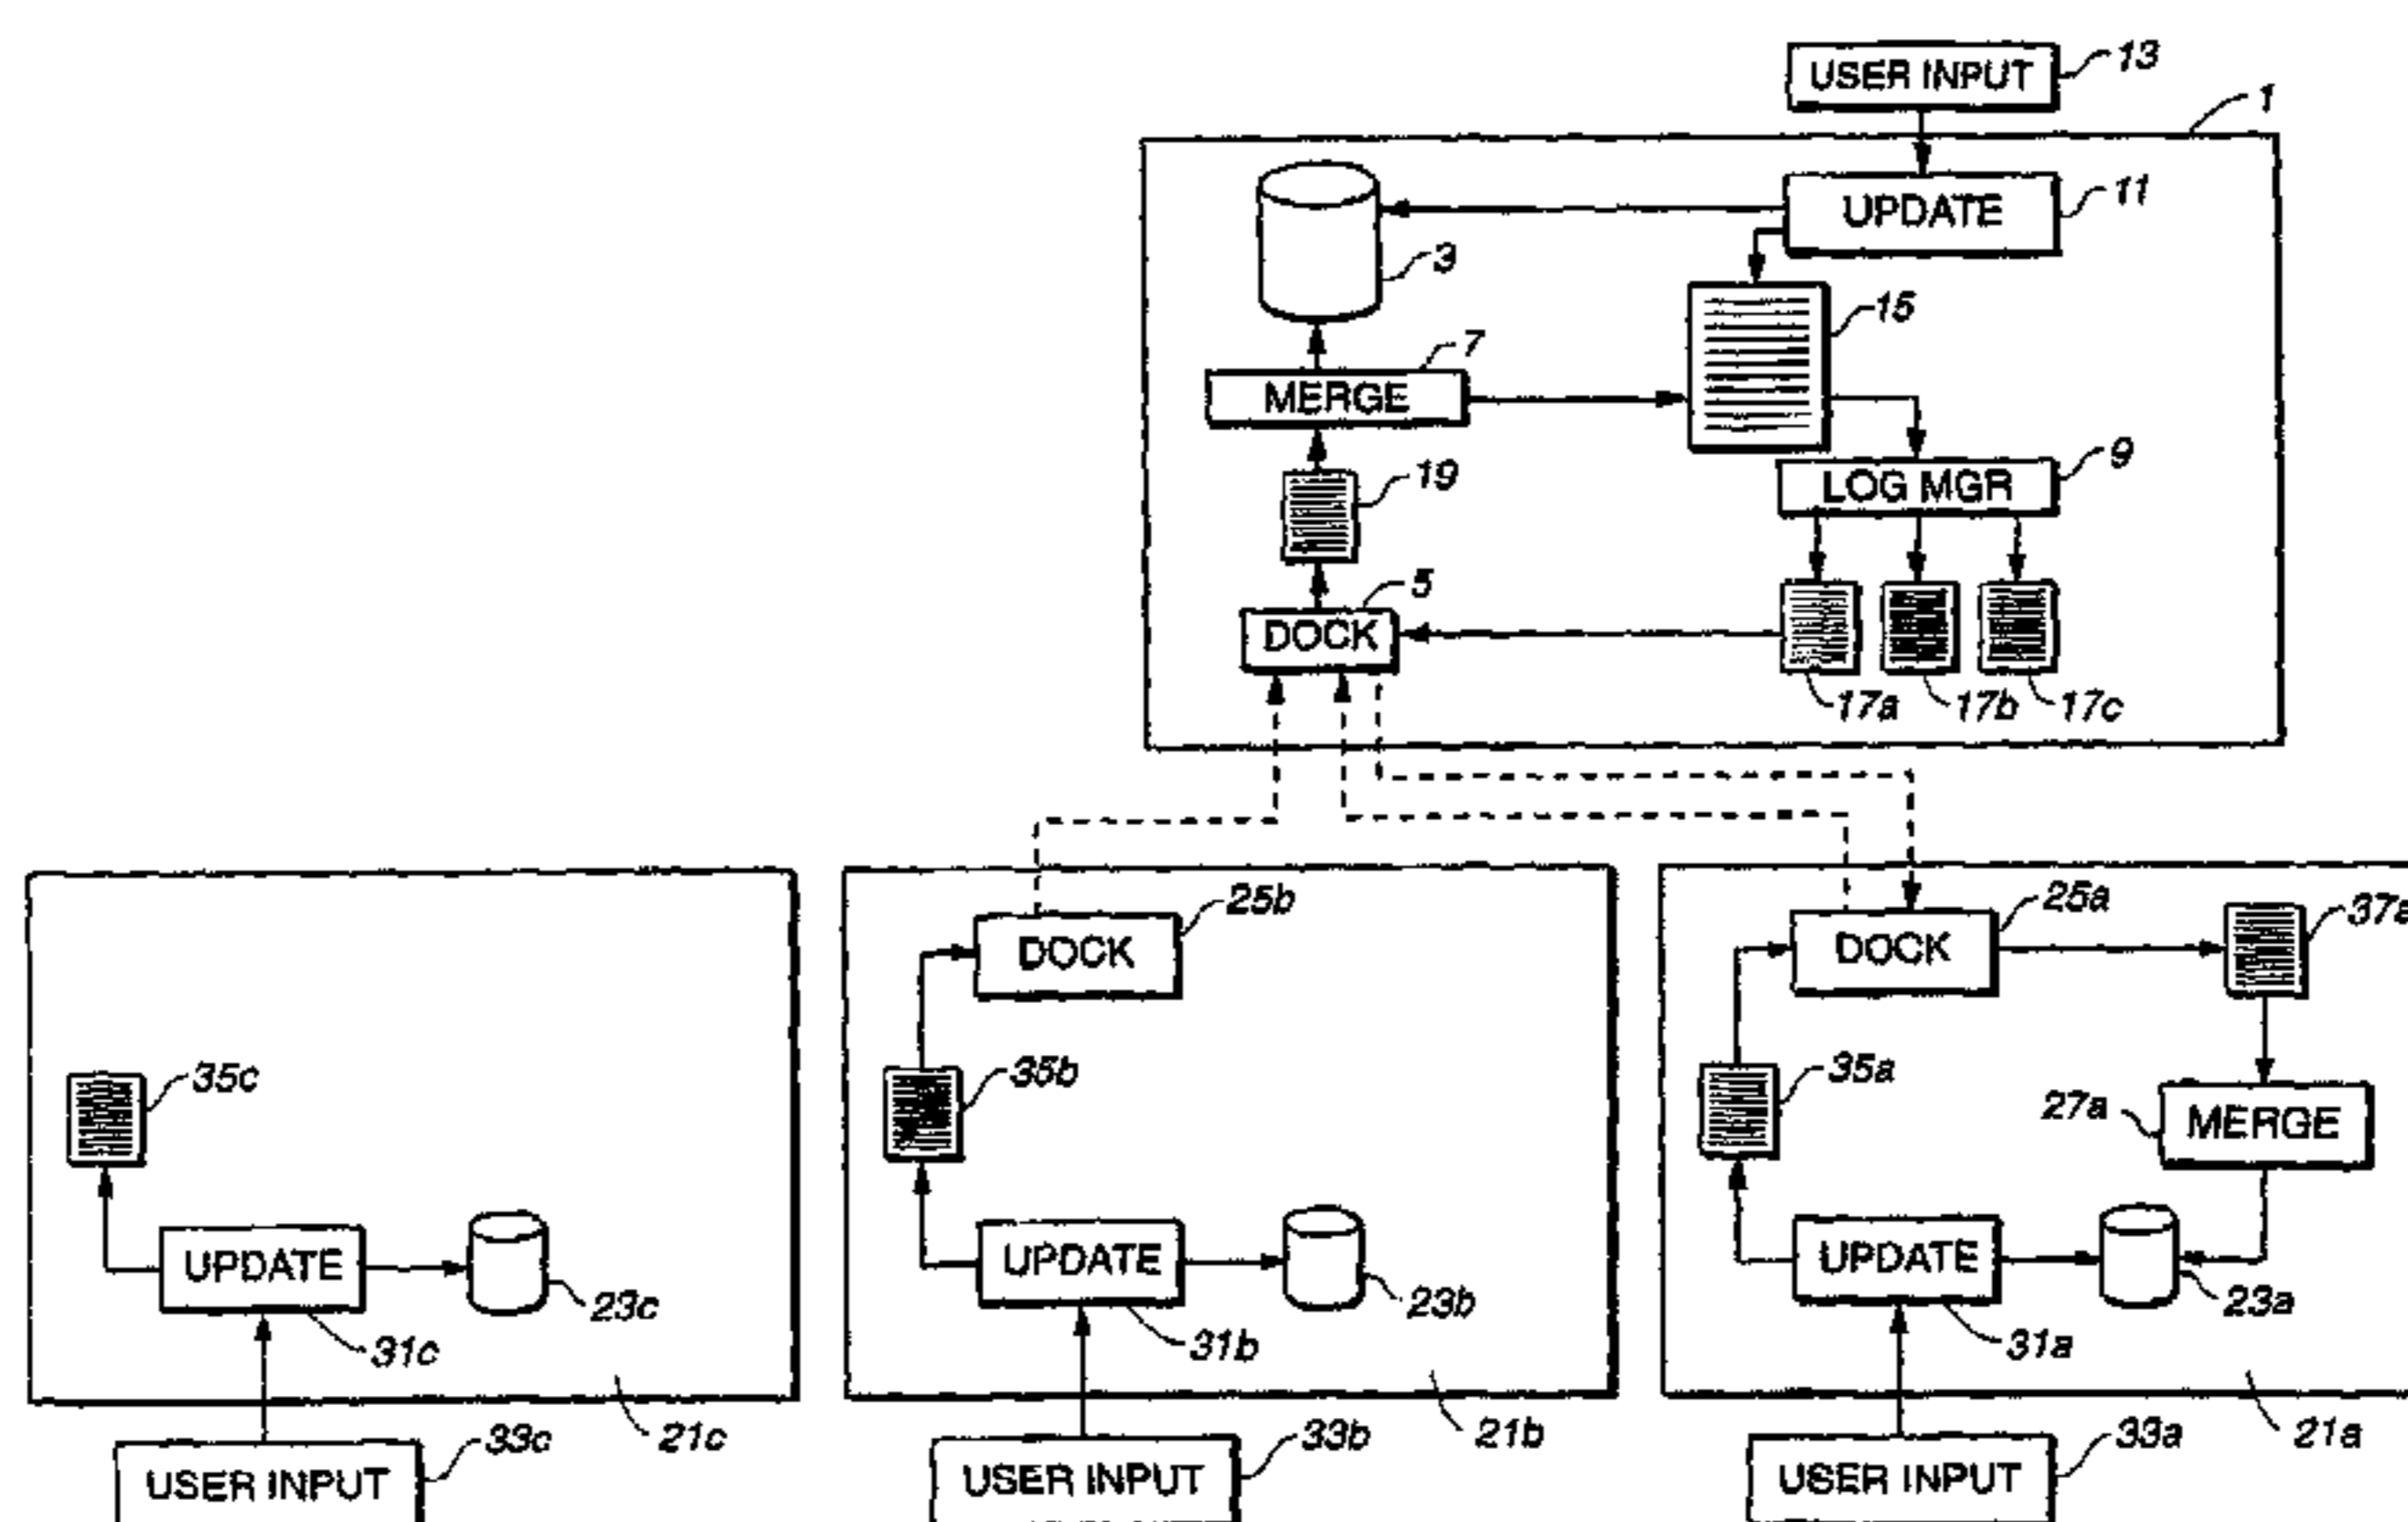 USER INPUT 13
1
UPDATE 11
3
15
7
MERGE
9
LOG MGR
19
5
DOCK
17a 17b 17c
25b
DOCK
25a
DOCK
37a
35c
35b
35a
27a MERGE
UPDATE
23c
31c
UPDATE
23b
31b
UPDATE
23a
31a
21c
21b
21a
USER INPUT 33c
USER INPUT 33b
USER INPUT 33a